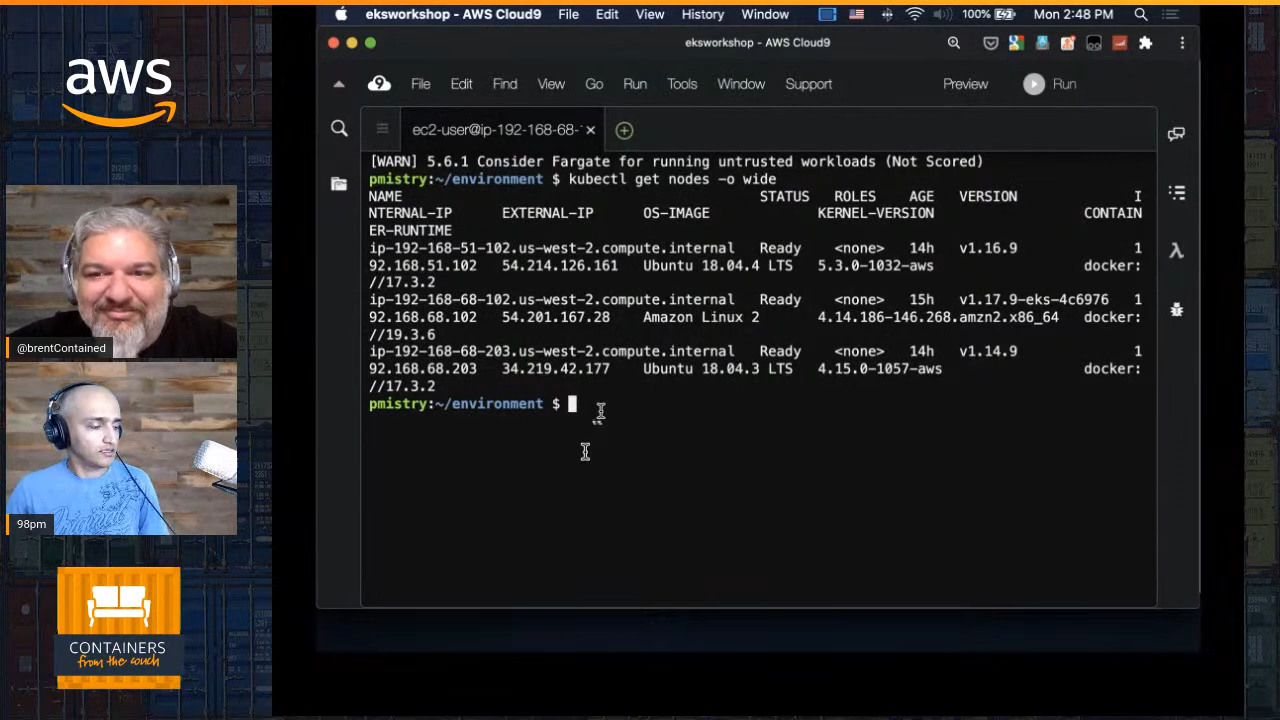 eksworkshop - AWS Cloud9 File Edit View History Window 100% Mon 2:48 PM
eksworkshop - AWS Cloud9
aws
File Edit Find View Go Run Tools Window Support Preview Run
ec2-user@ip-192-168-68-
[WARN] 5.6.1 Consider Fargate for running untrusted workloads (Not Scored)
pmistry:~/environment $ kubectl get nodes -o wide
NAME STATUS ROLES AGE VERSION I
NTERNAL-IP EXTERNAL-IP OS-IMAGE KERNEL-VERSION CONTAIN
ER-RUNTIME
ip-192-168-51-102.us-west-2.compute.internal Ready <none> 14h v1.16.9 1
92.168.51.102 54.214.126.161 Ubuntu 18.04.4 LTS 5.3.0-1032-aws docker:
//17.3.2
ip-192-168-68-102.us-west-2.compute.internal Ready <none> 15h v1.17.9-eks-4c6976 1
92.168.68.102 54.201.167.28 Amazon Linux 2 4.14.186-146.268.amzn2.x86_64 docker:
//19.3.6
ip-192-168-68-203.us-west-2.compute.internal Ready <none> 14h v1.14.9 1
92.168.68.203 34.219.42.177 Ubuntu 18.04.3 LTS 4.15.0-1057-aws docker:
//17.3.2
pmistry:~/environment $
@brentContained
98pm
CONTAINERS
from the couch